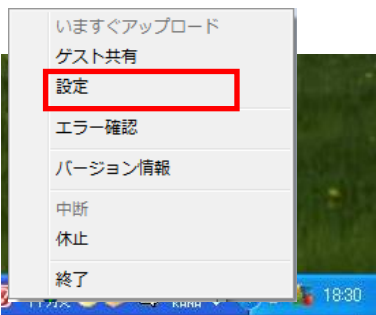 いますぐアップロード
ゲスト共有
設定
エラー確認
バージョン情報
中断
休止
終了
KANA
18:30